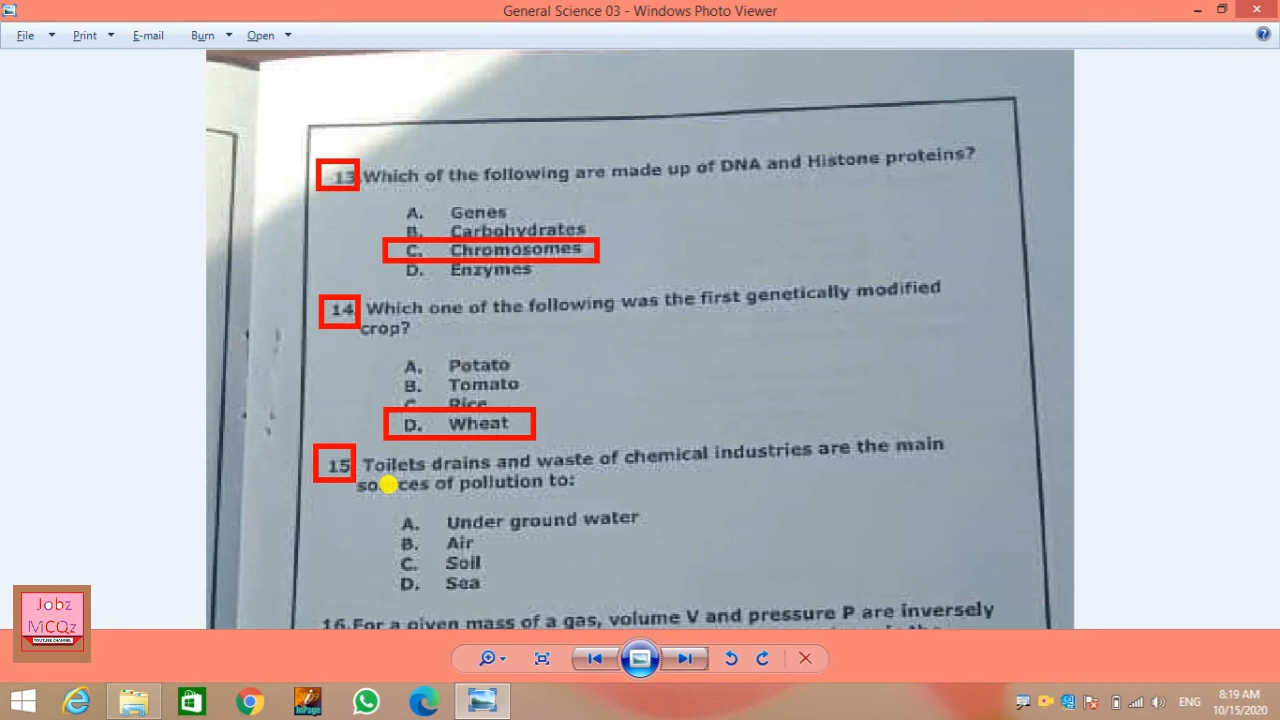 General Science 03 - Windows Photo Viewer
File Print E-mail Burn Open
13.Which of the following are made up of DNA and Histone proteins?
A. Genes
B. Carbohydrates
C. Chromosomes
D. Enzymes
14. Which one of the following was the first genetically modified
crop?
A. Potato
B. Tomato
C. Rice
D. Wheat
15 Toilets drains and waste of chemical industries are the main
of pollution to:
A. Under ground water
B. Air
C. Soil
D. Sea
16.For a given mass of a gas, volume V and pressure P are inversely
Jobz
MCQz
YOUTUBE CHANNEL
InPage
ENG
8:19 AM
10/15/2020